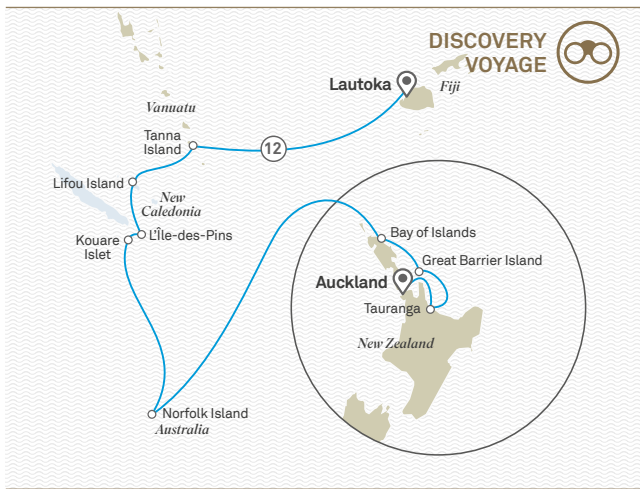 DISCOVERY
VOYAGE
Lautoka
Fiji
Vanuatu
Tanna
Island
12
Lifou Island
New
Caledonia
L'Île-des-Pins
Kouare
Islet
Bay of Islands
Great Barrier Island
Auckland
Tauranga
New Zealand
Norfolk Island
Australia